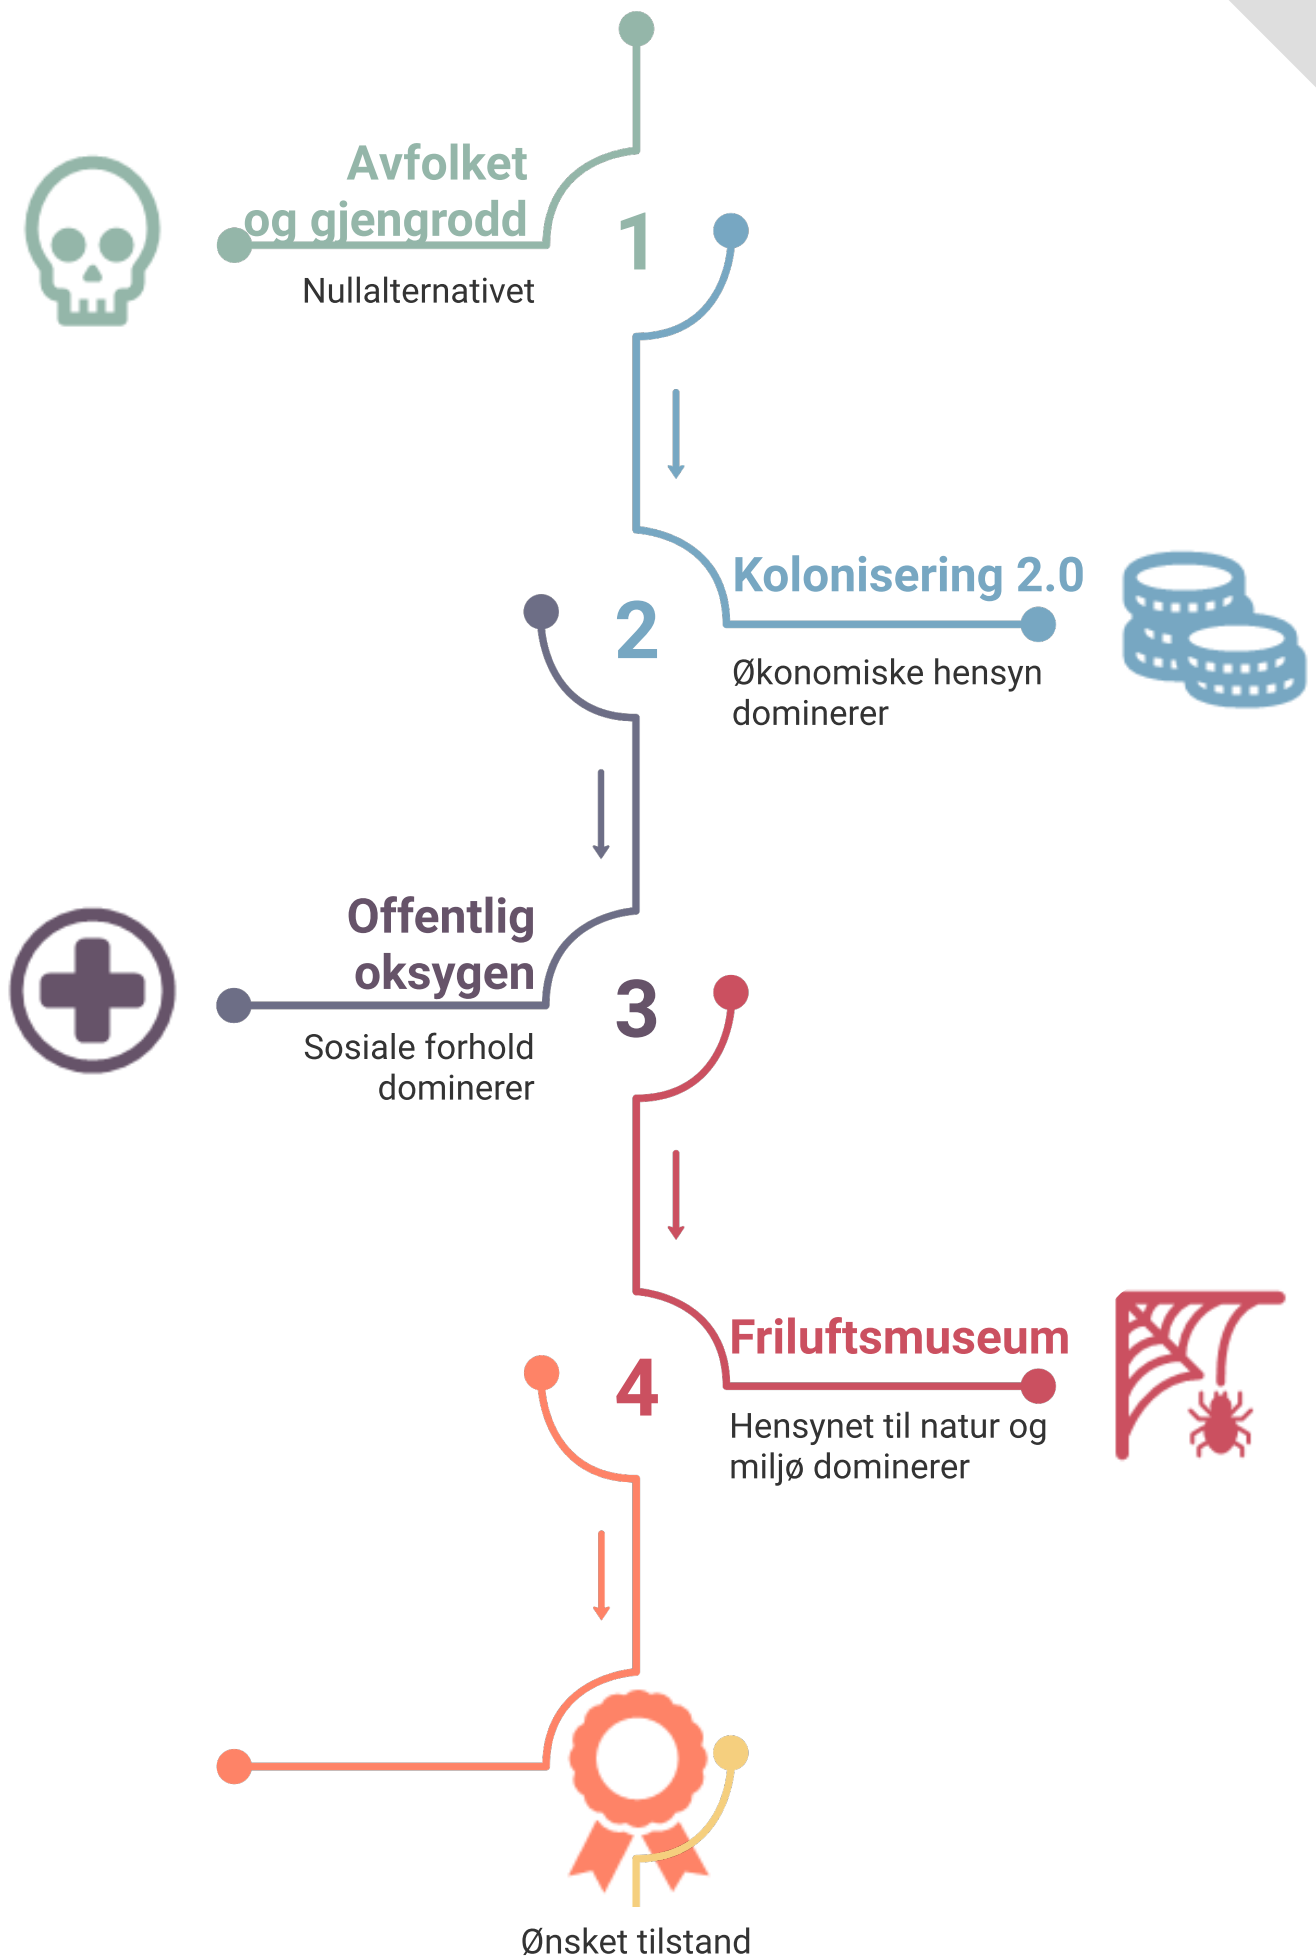 Avfolket
og gjengrodd
1
Nullalternativet
Kolonisering 2.0
2
Økonomiske hensyn
dominerer
Offentlig
oksygen
3
Sosiale forhold
dominerer
Friluftsmuseum
4
Hensynet til natur og
miljø dominerer
Ønsket tilstand